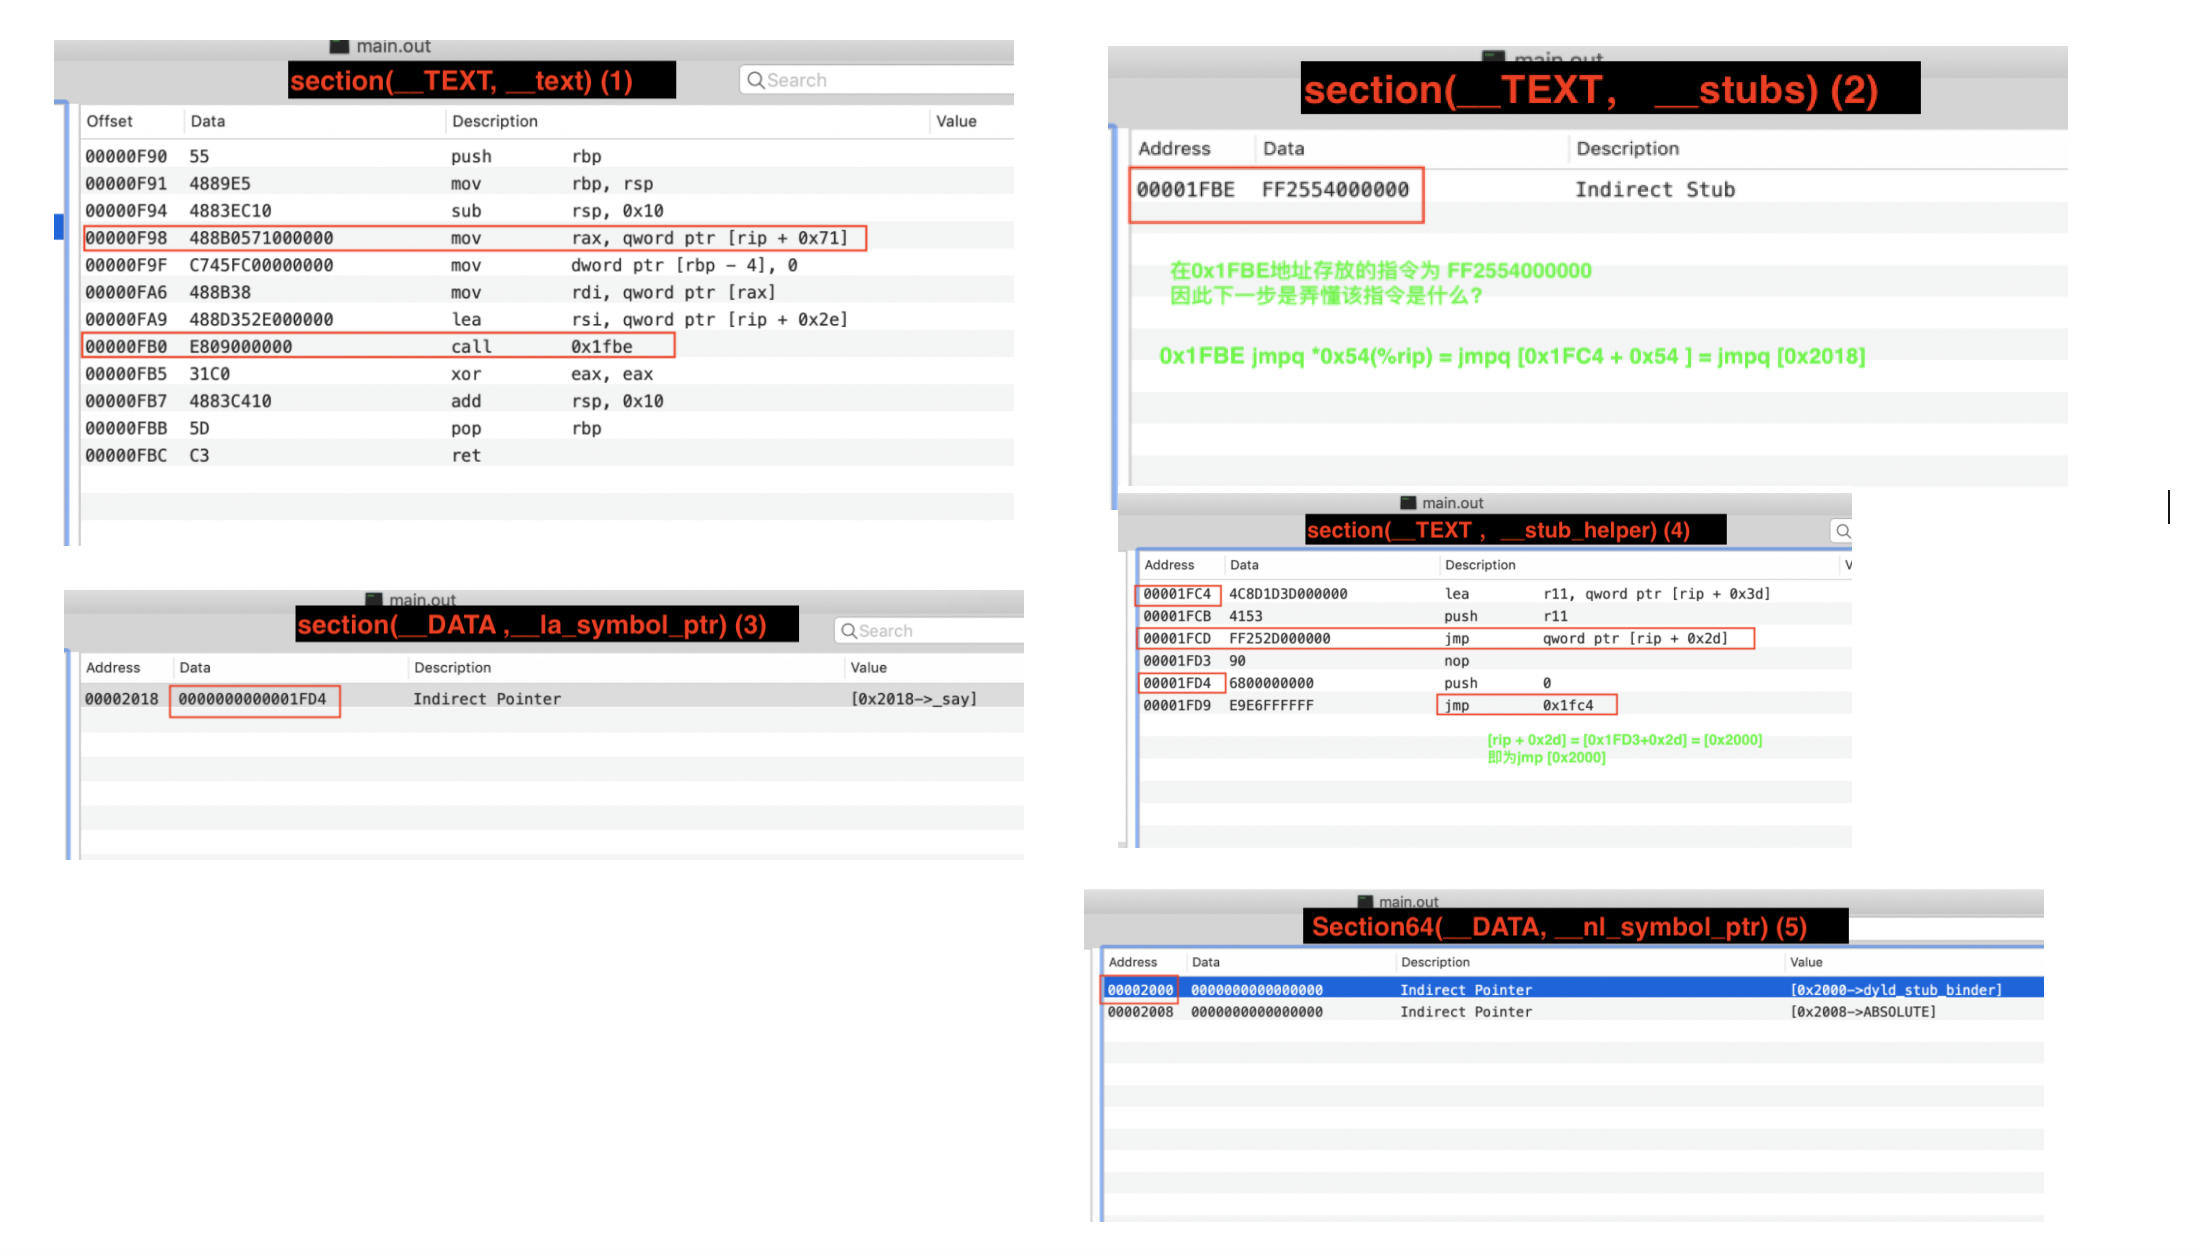 main.out
section(__TEXT, __text) (1)
Search
Offset Data Description Value
00000F90 55 push rbp
00000F91 4889E5 mov rbp, rsp
00000F94 4883EC10 sub rsp, 0x10
00000F98 488B0571000000 mov rax, qword ptr [rip + 0x71]
00000F9F C745FC00000000 mov dword ptr [rbp - 4], 0
00000FA6 488B38 mov rdi, qword ptr [rax]
00000FA9 488D352E000000 lea rsi, qword ptr [rip + 0x2e]
00000FB0 E809000000 call 0x1fbe
00000FB5 31C0 xor eax, eax
00000FB7 4883C410 add rsp, 0x10
00000FBB 5D pop rbp
00000FBC C3 ret
main.out
section(__TEXT, __stubs) (2)
Address Data Description
00001FBE FF2554000000 Indirect Stub
在0x1FBE地址存放的指令为 FF2554000000
因此下一步是弄懂该指令是什么?
0x1FBE jmpq *0x54(%rip) = jmpq [0x1FC4 + 0x54 ] = jmpq [0x2018]
main.out
section(__DATA ,__la_symbol_ptr) (3)
Search
Address Data Description Value
00002018 0000000000001FD4 Indirect Pointer [0x2018->_say]
main.out
section(__TEXT , __stub_helper) (4)
Address Data Description V
00001FC4 4C8D1D3D000000 lea r11, qword ptr [rip + 0x3d]
00001FCB 4153 push r11
00001FCD FF252D000000 jmp qword ptr [rip + 0x2d]
00001FD3 90 nop
00001FD4 6800000000 push 0
00001FD9 E9E6FFFFFF jmp 0x1fc4
[rip + 0x2d] = [0x1FD3+0x2d] = [0x2000]
即为jmp [0x2000]
main.out
Section64(__DATA, __nl_symbol_ptr) (5)
Address Data Description Value
00002000 0000000000000000 Indirect Pointer [0x2000->dyld_stub_binder]
00002008 0000000000000000 Indirect Pointer [0x2008->ABSOLUTE]